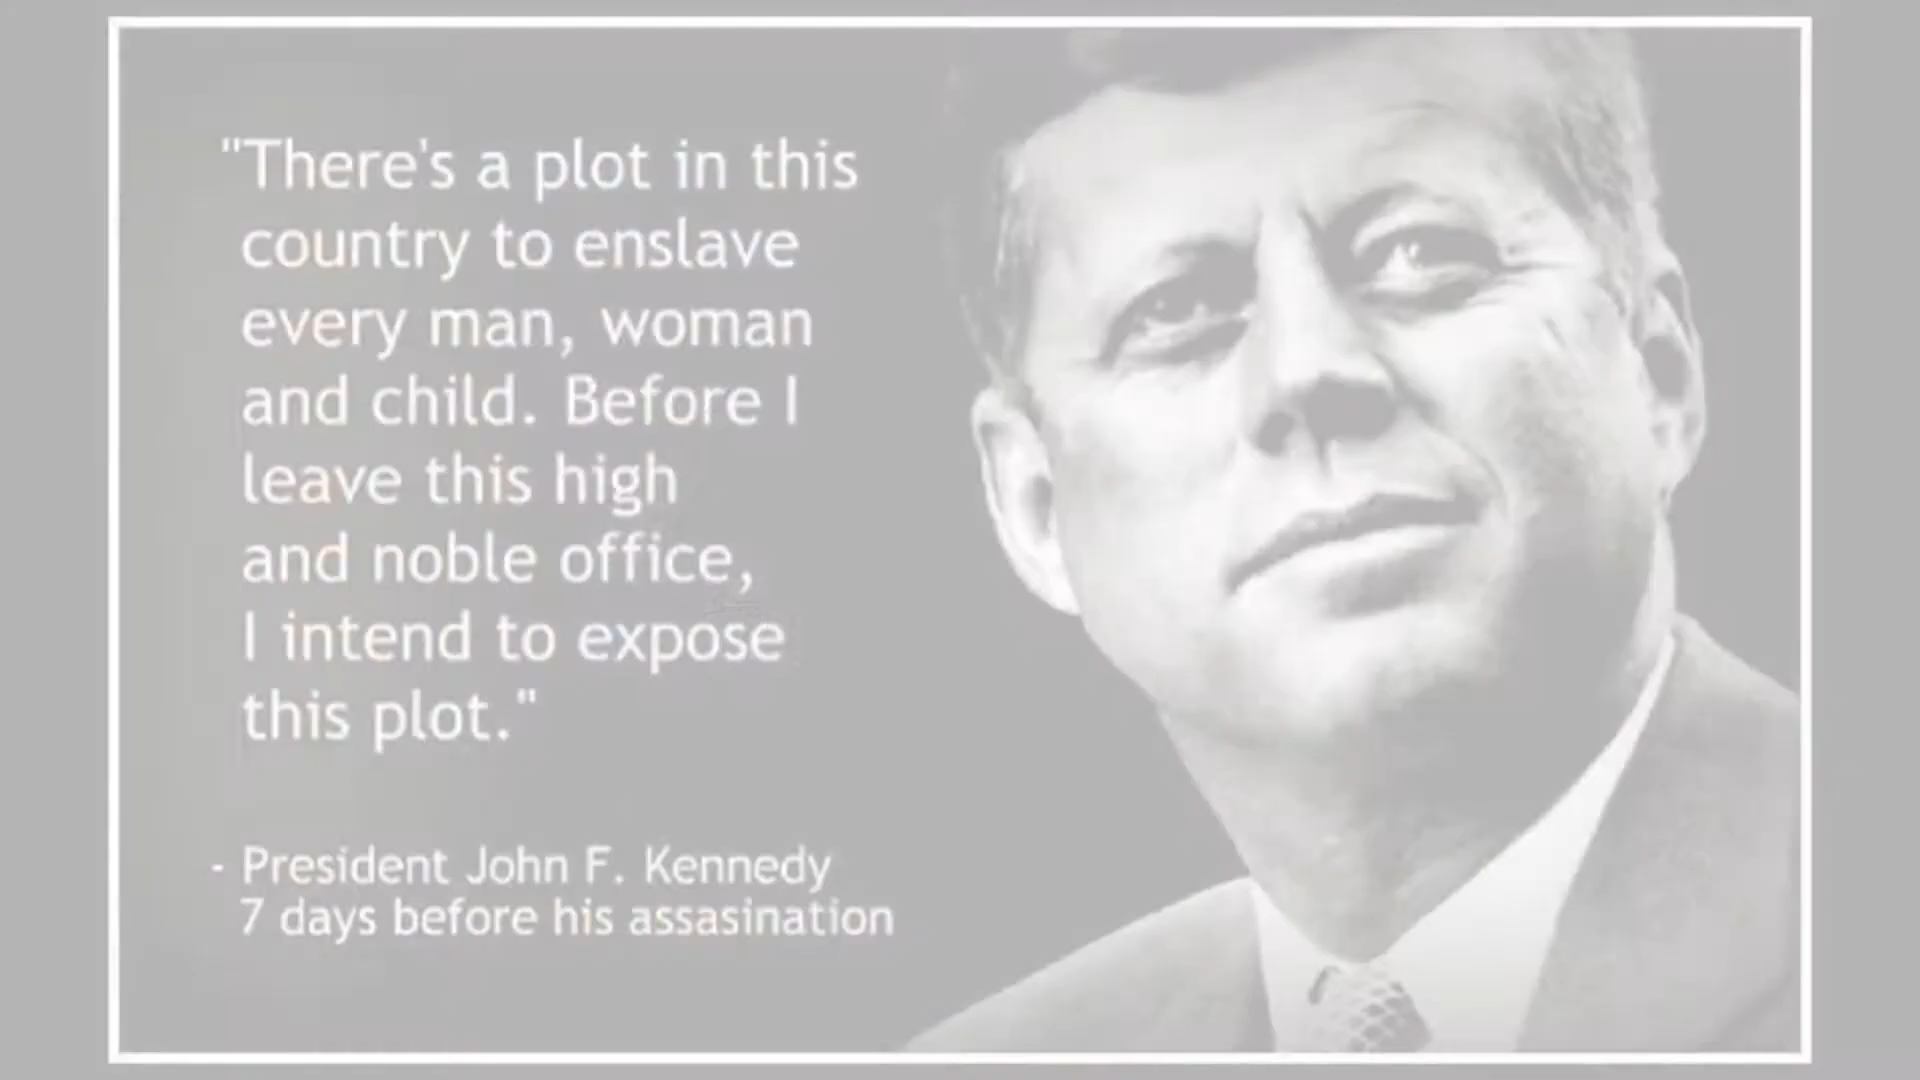 "There's a plot in this
country to enslave
every man, woman
and child. Before I
leave this high
and noble office,
I intend to expose
this plot."
- President John F. Kennedy
7 days before his assasination